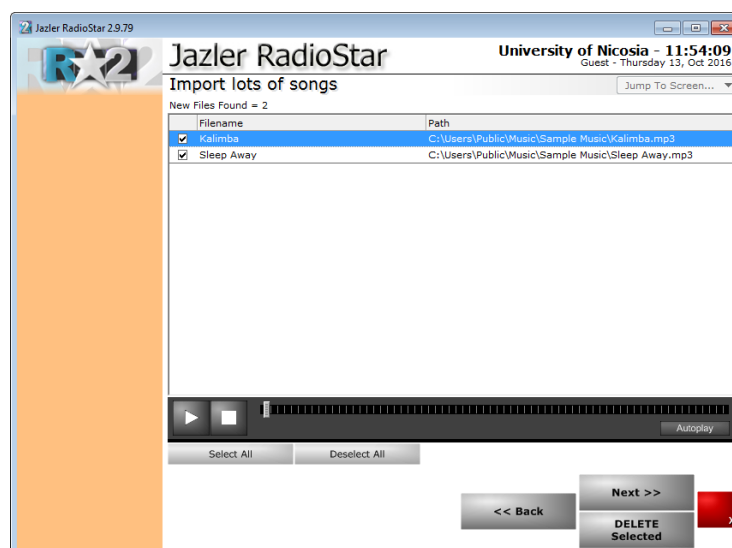 Jazler RadioStar 2.9.79
R 2
Jazler RadioStar
University of Nicosia - 11:54:09
Guest - Thursday 13, Oct 2016
Import lots of songs
Jump To Screen...
New Files Found = 2
Filename Path
Kalimba C:\Users\Public\Music\Sample Music\Kalimba.mp3
Sleep Away C:\Users\Public\Music\Sample Music\Sleep Away.mp3
Autoplay
Select All Deselect All
Next >>
<< Back
DELETE
Selected